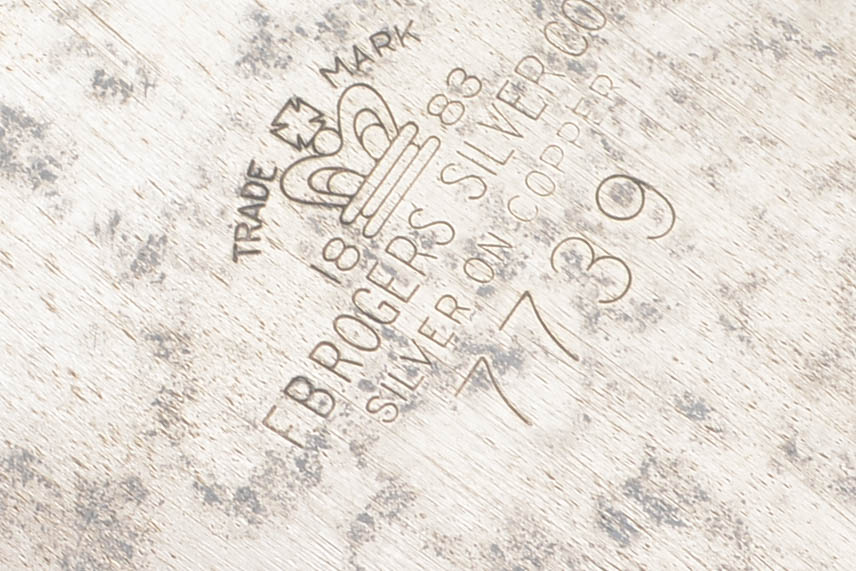 TRADE MARK
18 83
F B ROGERS SILVER CO
SILVER ON COPPER
7739